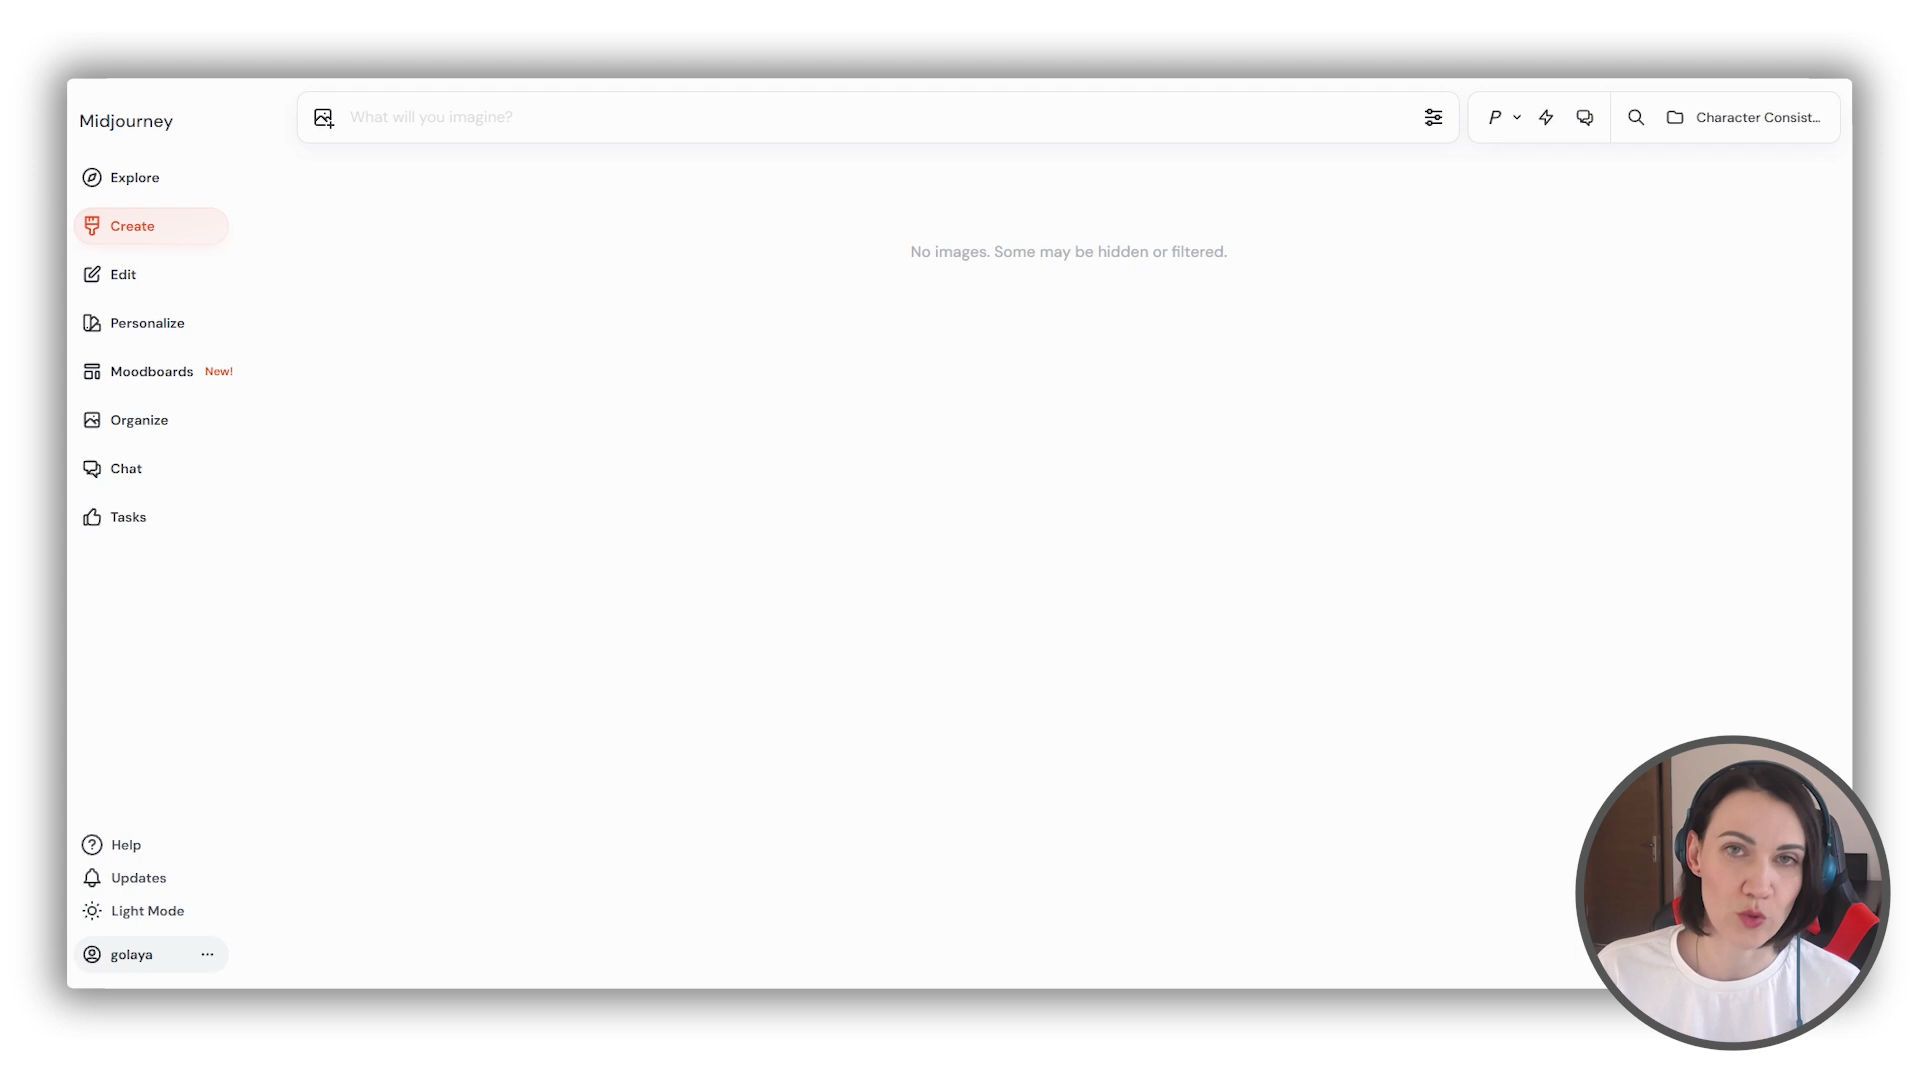 Midjourney
What will you imagine?
P
Character Consist...
Explore
Create
No images. Some may be hidden or filtered.
Edit
Personalize
Moodboards New!
Organize
Chat
Tasks
Help
Updates
Light Mode
golaya ...